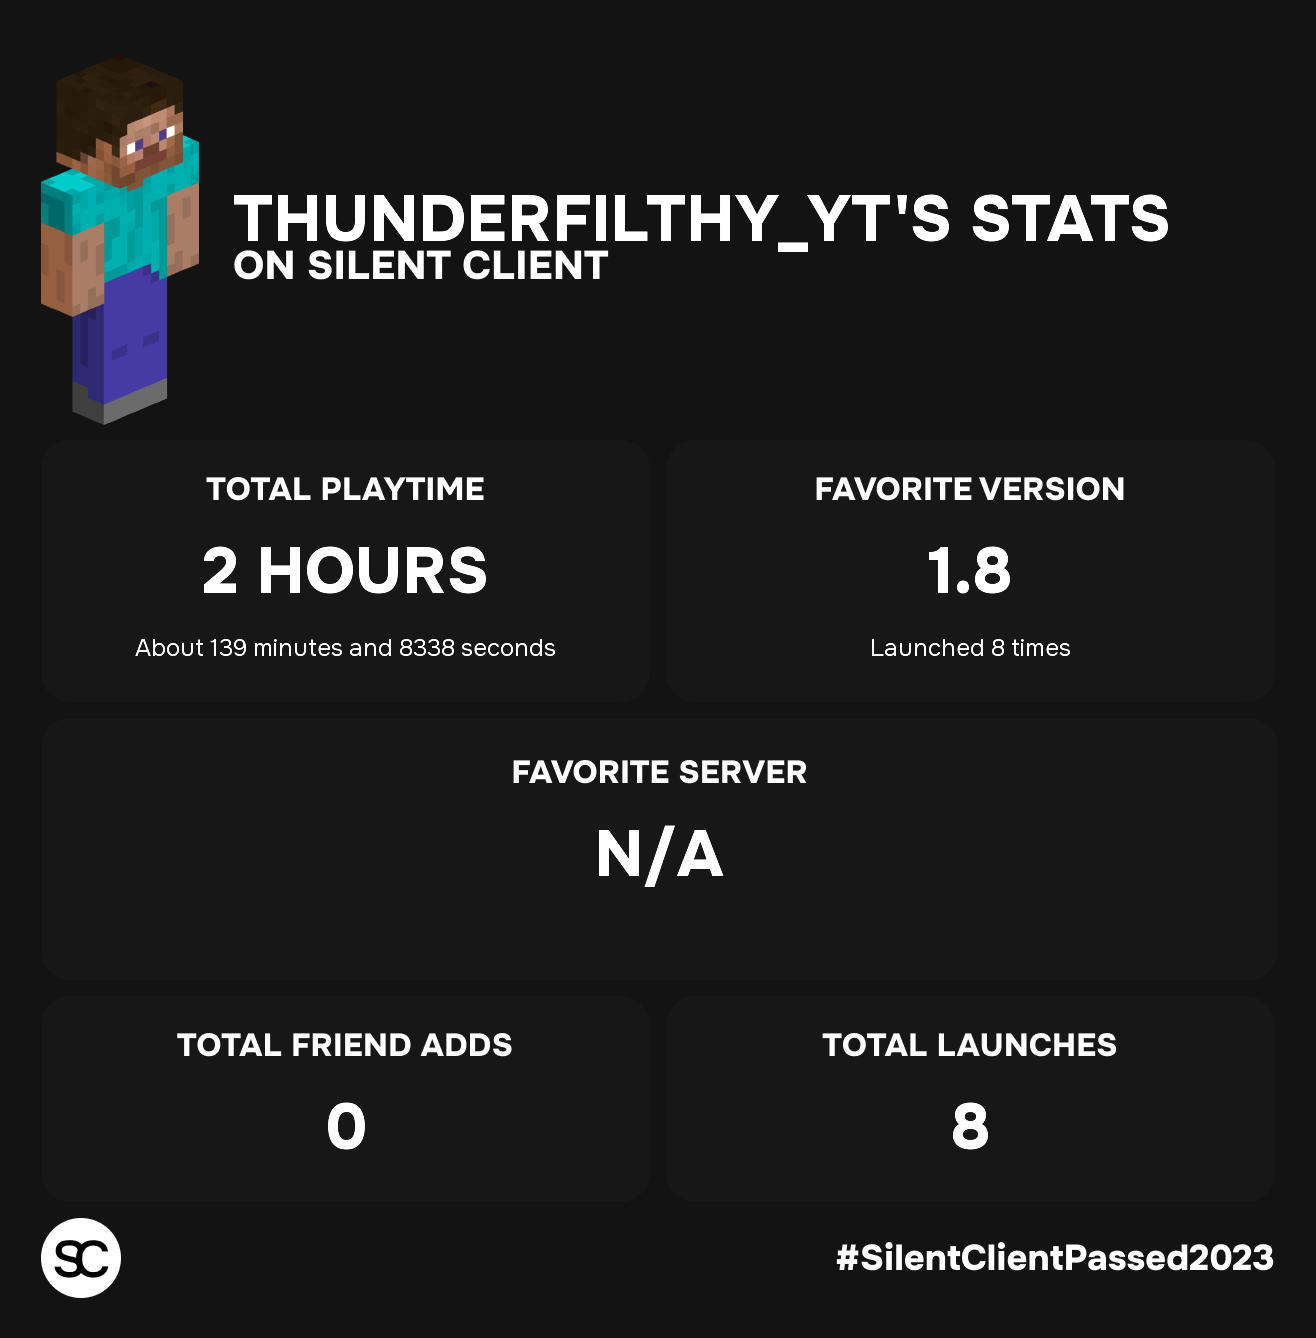 THUNDERFILTHY_YT'S STATS
ON SILENT CLIENT
TOTAL PLAYTIME
2 HOURS
About 139 minutes and 8338 seconds
FAVORITE VERSION
1.8
Launched 8 times
FAVORITE SERVER
N/A
TOTAL FRIEND ADDS
0
TOTAL LAUNCHES
8
SC
#SilentClientPassed2023